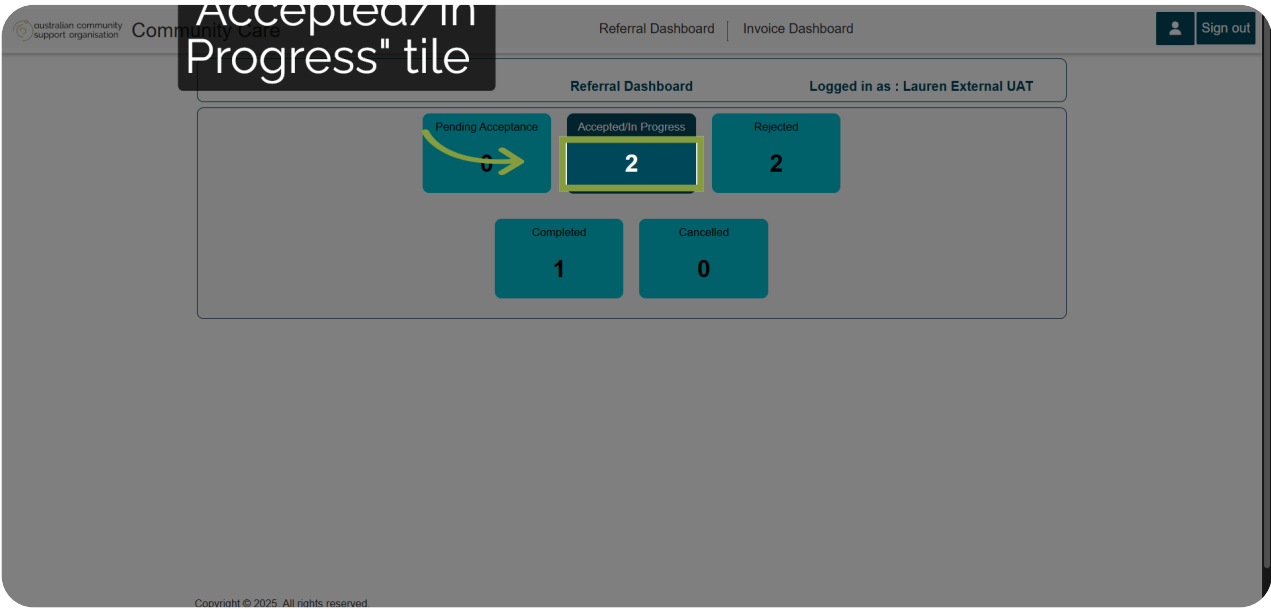 "Accepted/In
Progress" tile
australian community
support organisation
Community Care
Referral Dashboard
Invoice Dashboard
Sign out
Referral Dashboard
Logged in as : Lauren External UAT
Pending Acceptance
0
Accepted/In Progress
2
Rejected
2
Completed
1
Cancelled
0
Copyright © 2025 All rights reserved